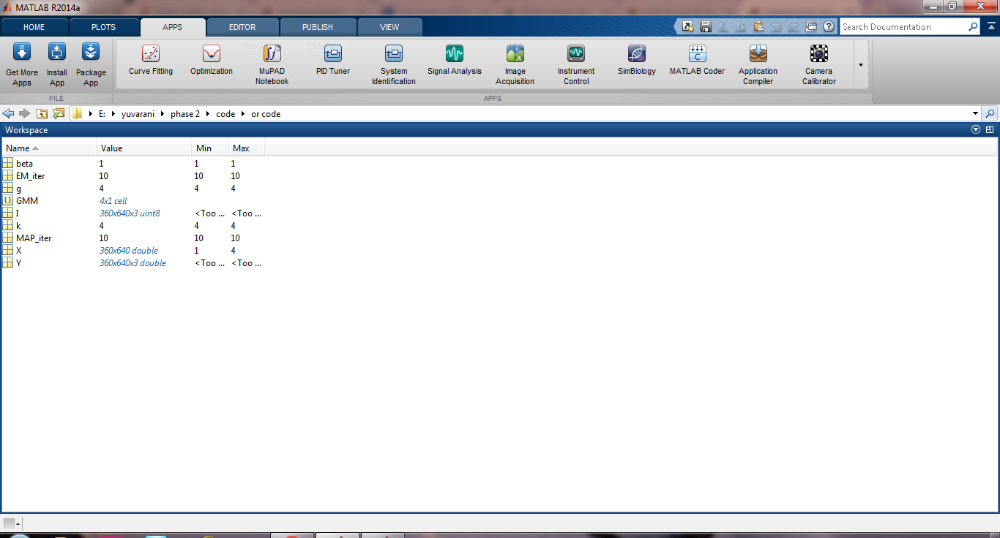 MATLAB R2014a
HOME PLOTS APPS EDITOR PUBLISH VIEW Search Documentation
Get More Apps Install App Package App Curve Fitting Optimization MuPAD Notebook PID Tuner System Identification Signal Analysis Image Acquisition Instrument Control SimBiology MATLAB Coder Application Compiler Camera Calibrator
FILE APPS
E: yuvarani phase 2 code or code
Workspace
Name Value Min Max
beta 1 1 1
EM_iter 10 10 10
g 4 4 4
GMM 4x1 cell
I 360x640x3 uint8 <Too ... <Too ...
k 4 4 4
MAP_iter 10 10 10
X 360x640 double 1 4
Y 360x640x3 double <Too ... <Too ...